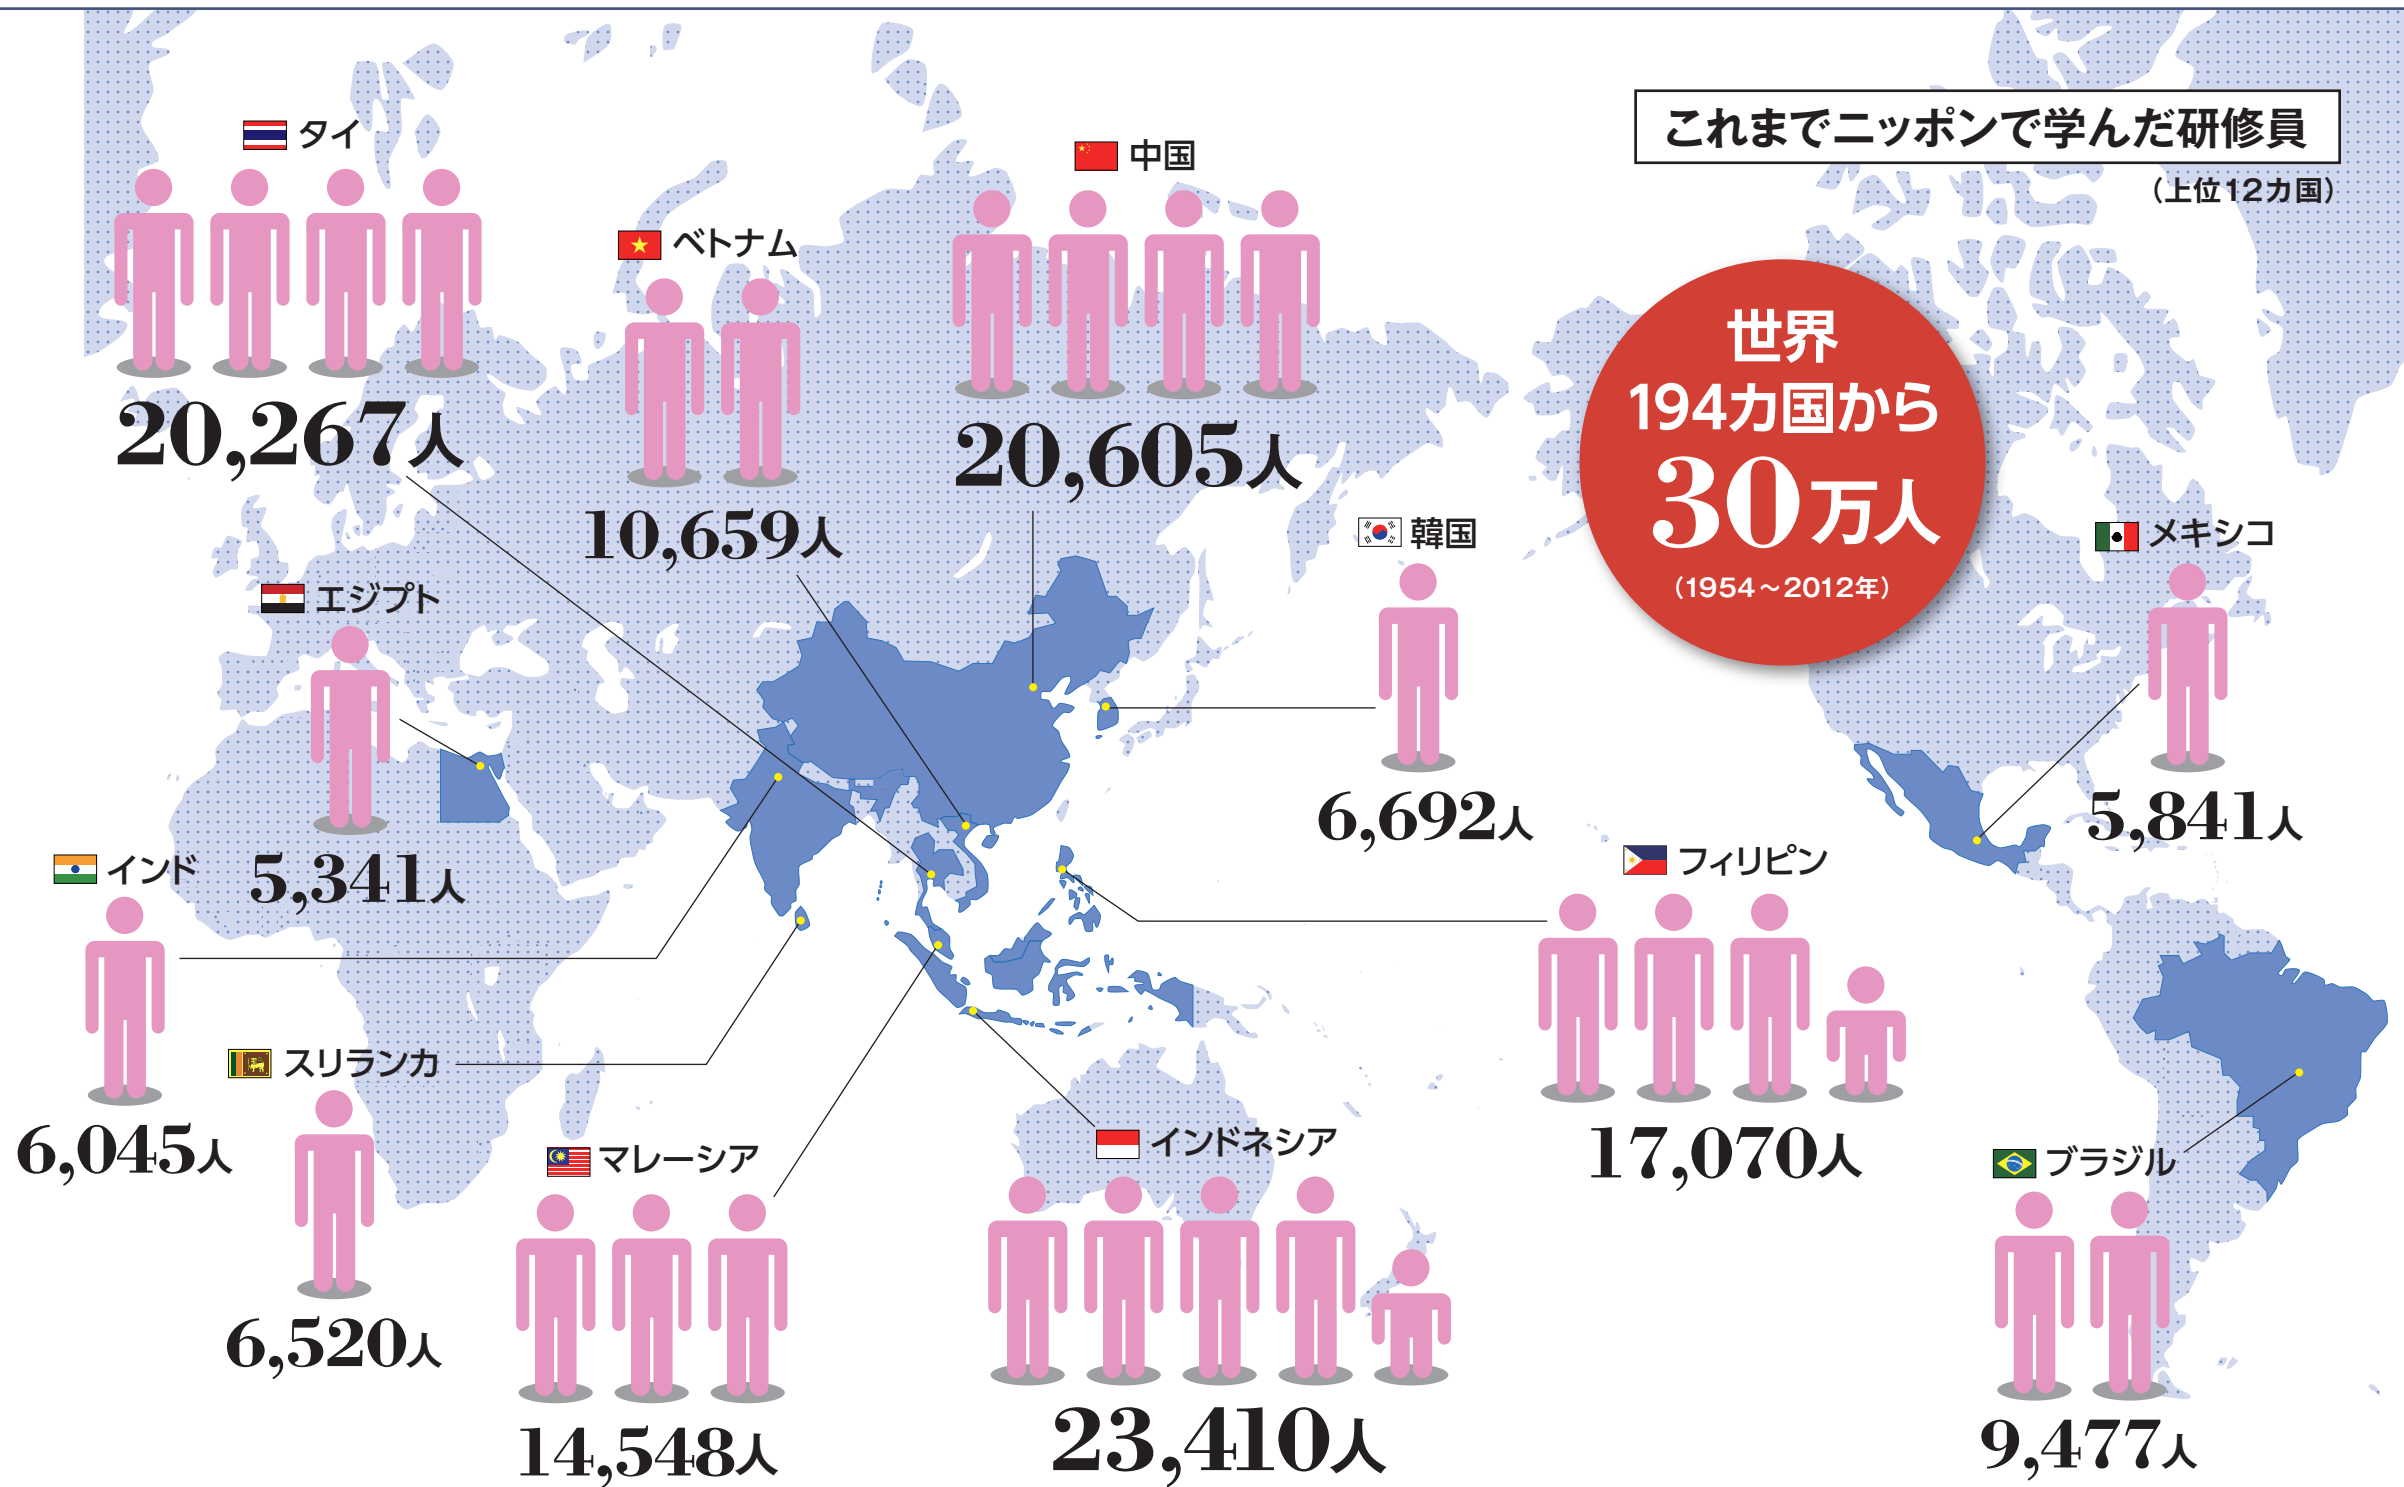 これまでニッポンで学んだ研修員
（上位12カ国）
世界
194カ国から
30万人
（1954～2012年）
タイ
20,267人
ベトナム
10,659人
中国
20,605人
韓国
6,692人
メキシコ
5,841人
エジプト
5,341人
インド
6,045人
スリランカ
6,520人
マレーシア
14,548人
インドネシア
23,410人
フィリピン
17,070人
ブラジル
9,477人